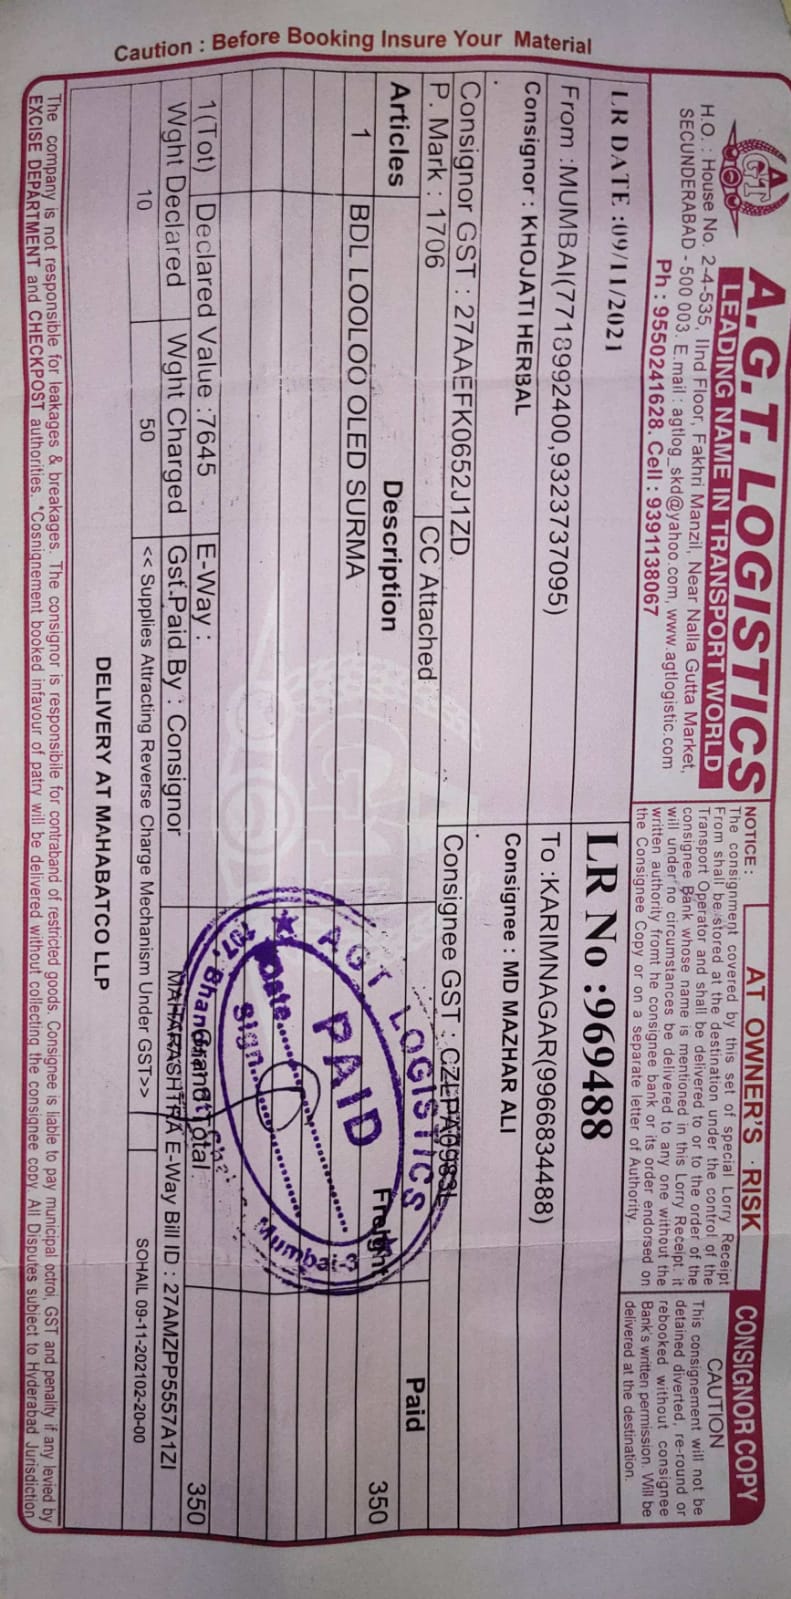 Caution : Before Booking Insure Your Material
AGT
A.G.T. LOGISTICS
LEADING NAME IN TRANSPORT WORLD
H.O. : House No. 2-4-535, IInd Floor, Fakhri Manzil, Near Nalla Gutta Market,
SECUNDERABAD - 500 003. E.mail : agtlog_skd@yahoo.com, www.agtlogistic.com
Ph : 9550241628. Cell : 9391138067
AT OWNER'S RISK
NOTICE :
The consignment covered by this set of special Lorry Receipt
From shall be stored at the destination under the control of the
Transport Operator and shall be delivered to or to the order of the
consignee Bank whose name is mentioned in this Lorry Receipt. it
will under no circumstances be delivered to any one without the
written authority fromt he consignee bank or its order endorsed on
the Consignee Copy or on a separate letter of Authority.
CONSIGNOR COPY
CAUTION
This consignement will not be
detained diverted, re-round or
rebooked without consignee
Bank's written permission. Will be
delivered at the destination.
LR DATE :09/11/2021
LR No :969488
From :MUMBAI(7718992400,9323737095)
To :KARIMNAGAR(9966834488)
Consignor : KHOJATI HERBAL
Consignee : MD MAZHAR ALI
Consignor GST : 27AAEFK0652J1ZD
Consignee GST :
P. Mark : 1706
CC Attached
Articles
Description
Freight
Paid
1
BDL LOOLOO OLED SURMA
350
AGT LOGISTICS
PAID
Date
Sign
Mumbai-3
1(Tot)
Declared Value :7645
E-Way :
Grand Total
350
Wght Declared
Wght Charged
Gst.Paid By : Consignor
MAHARASHTRA E-Way Bill ID : 27AMZPP5557A1ZI
10
50
<< Supplies Attracting Reverse Charge Mechanism Under GST>>
SOHAIL 09-11-202102-20-00
DELIVERY AT MAHABATCO LLP
The company is not responsible for leakages & breakages. The consignor is responsibile for contraband of restricted goods. Consignee is liable to pay municipal octroi, GST and penality if any levied by
EXCISE DEPARTMENT and CHECKPOST authorities. *Cosnignement booked infavour of patry will be delivered without collecting the consignee copy. All Disputes subject to Hyderabad Jurisdiction